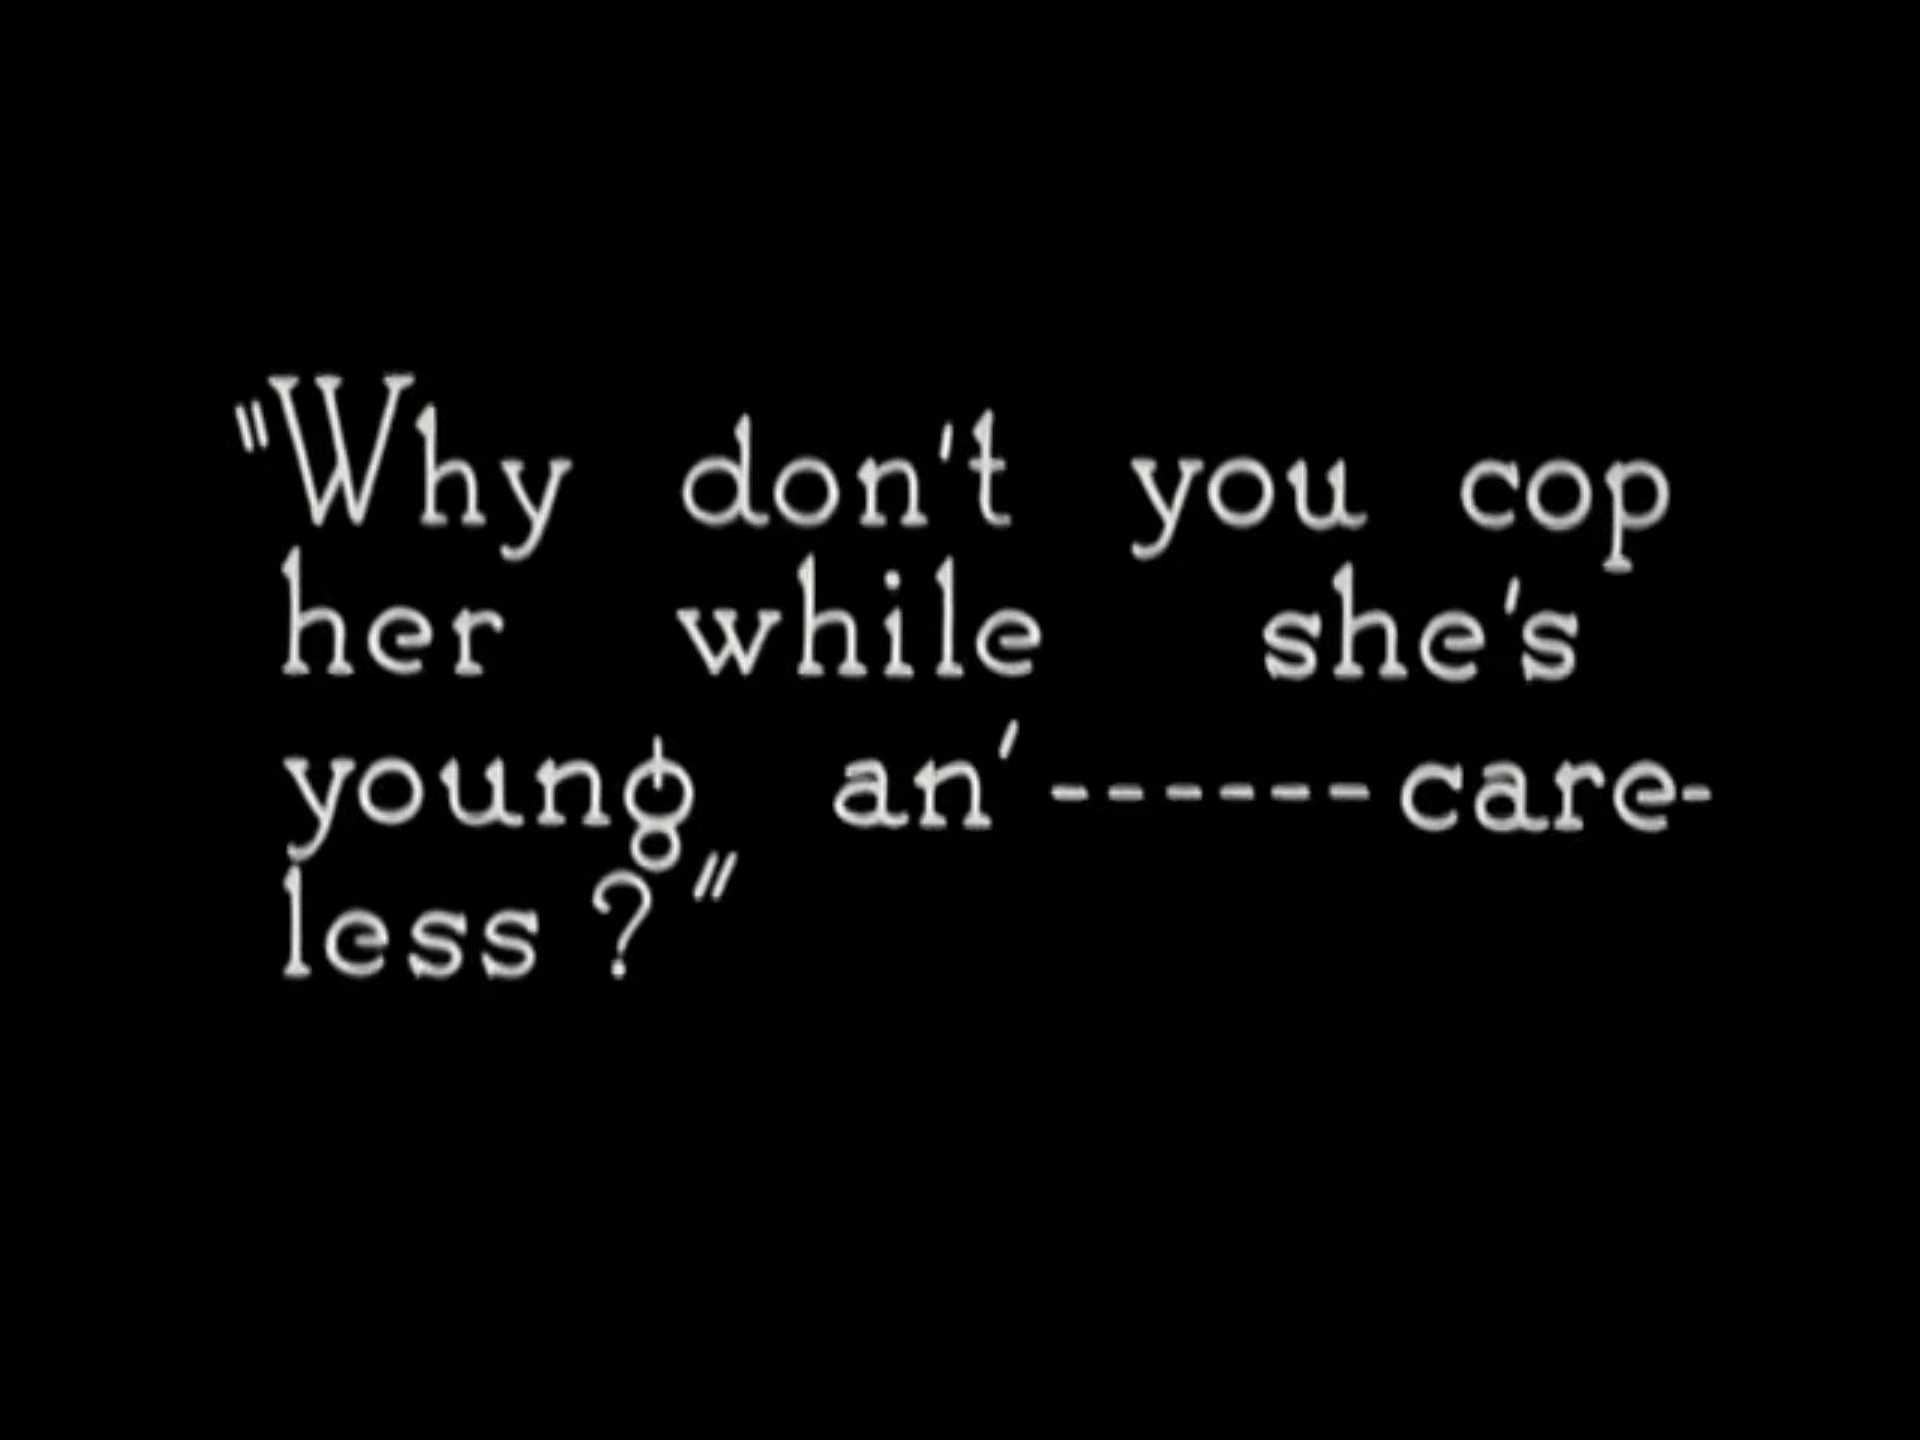 "Why don't you cop
her while she's
young an'------care-
less?"